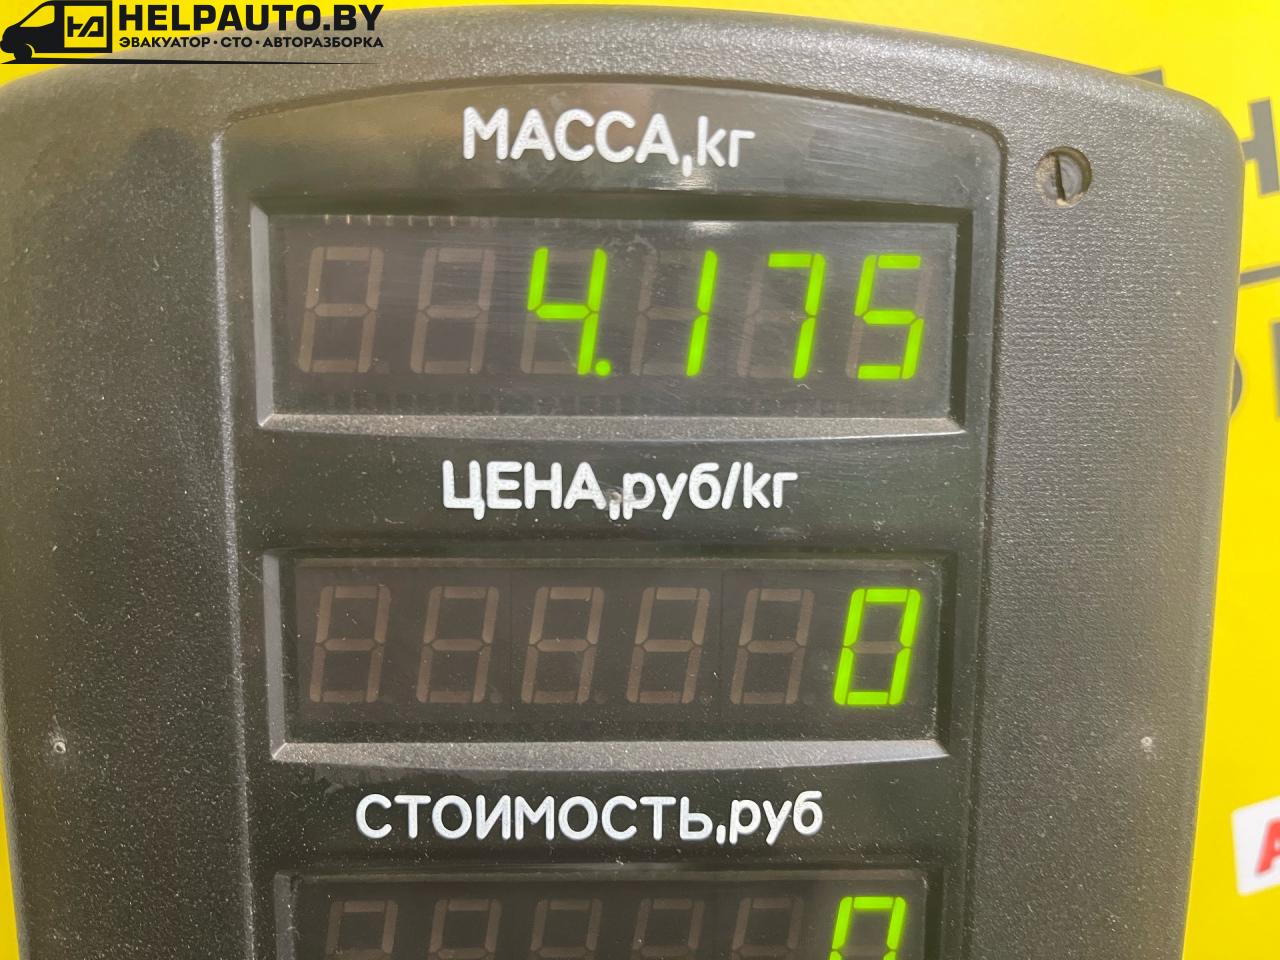 HELPAUTO.BY
ЭВАКУАТОР · СТО · АВТОРАЗБОРКА
МАССА,кг
4.175
ЦЕНА,руб/кг
0
СТОИМОСТЬ,руб
0